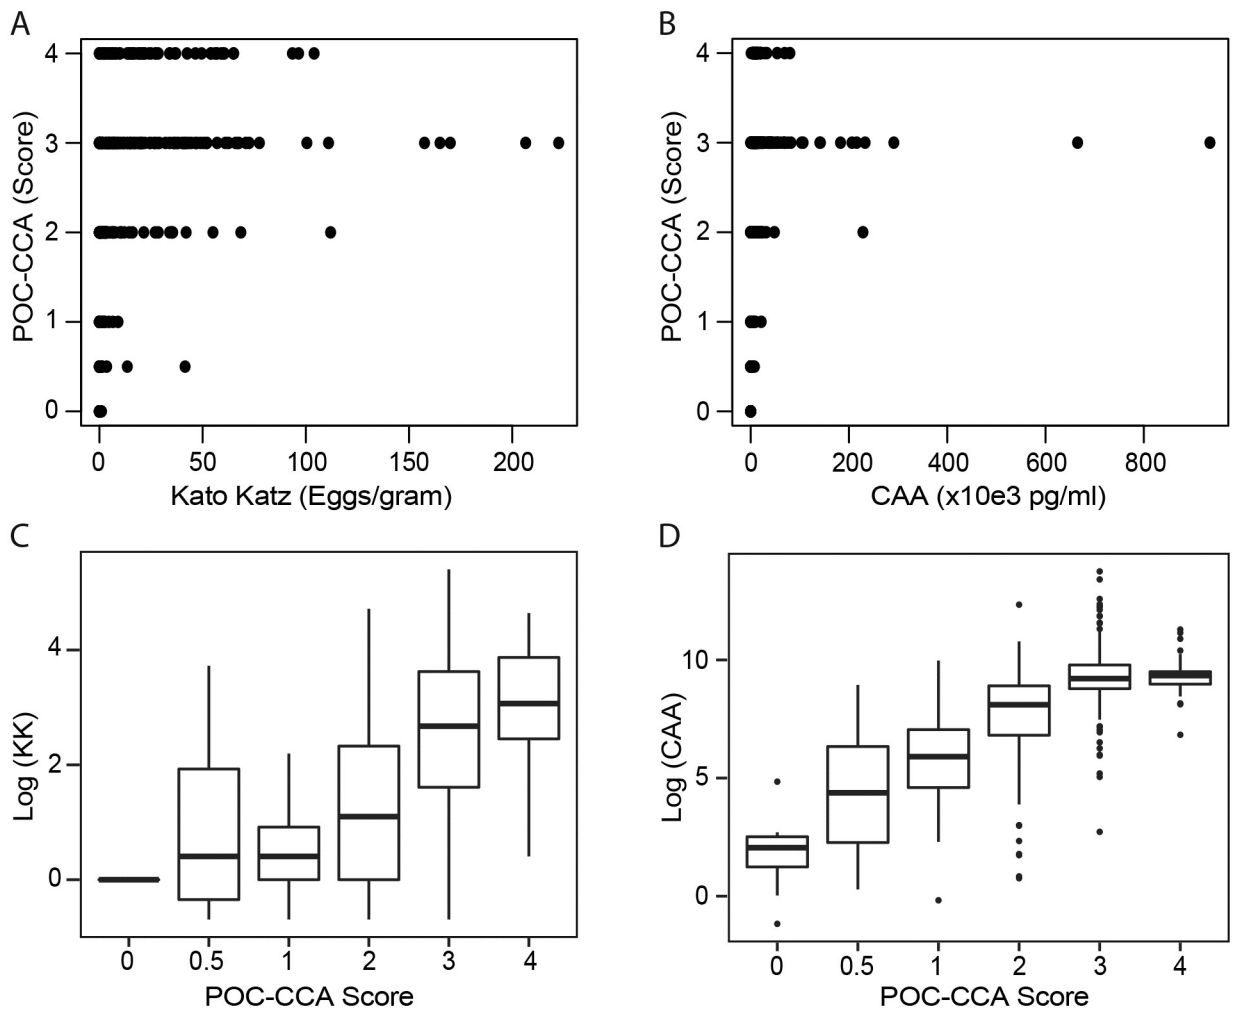 A
POC-CCA (Score)
4
3
2
1
0
0 50 100 150 200
Kato Katz (Eggs/gram)
B
POC-CCA (Score)
4
3
2
1
0
0 200 400 600 800
CAA (x10e3 pg/ml)
C
Log (KK)
4
2
0
0 0.5 1 2 3 4
POC-CCA Score
D
Log (CAA)
10
5
0
0 0.5 1 2 3 4
POC-CCA Score